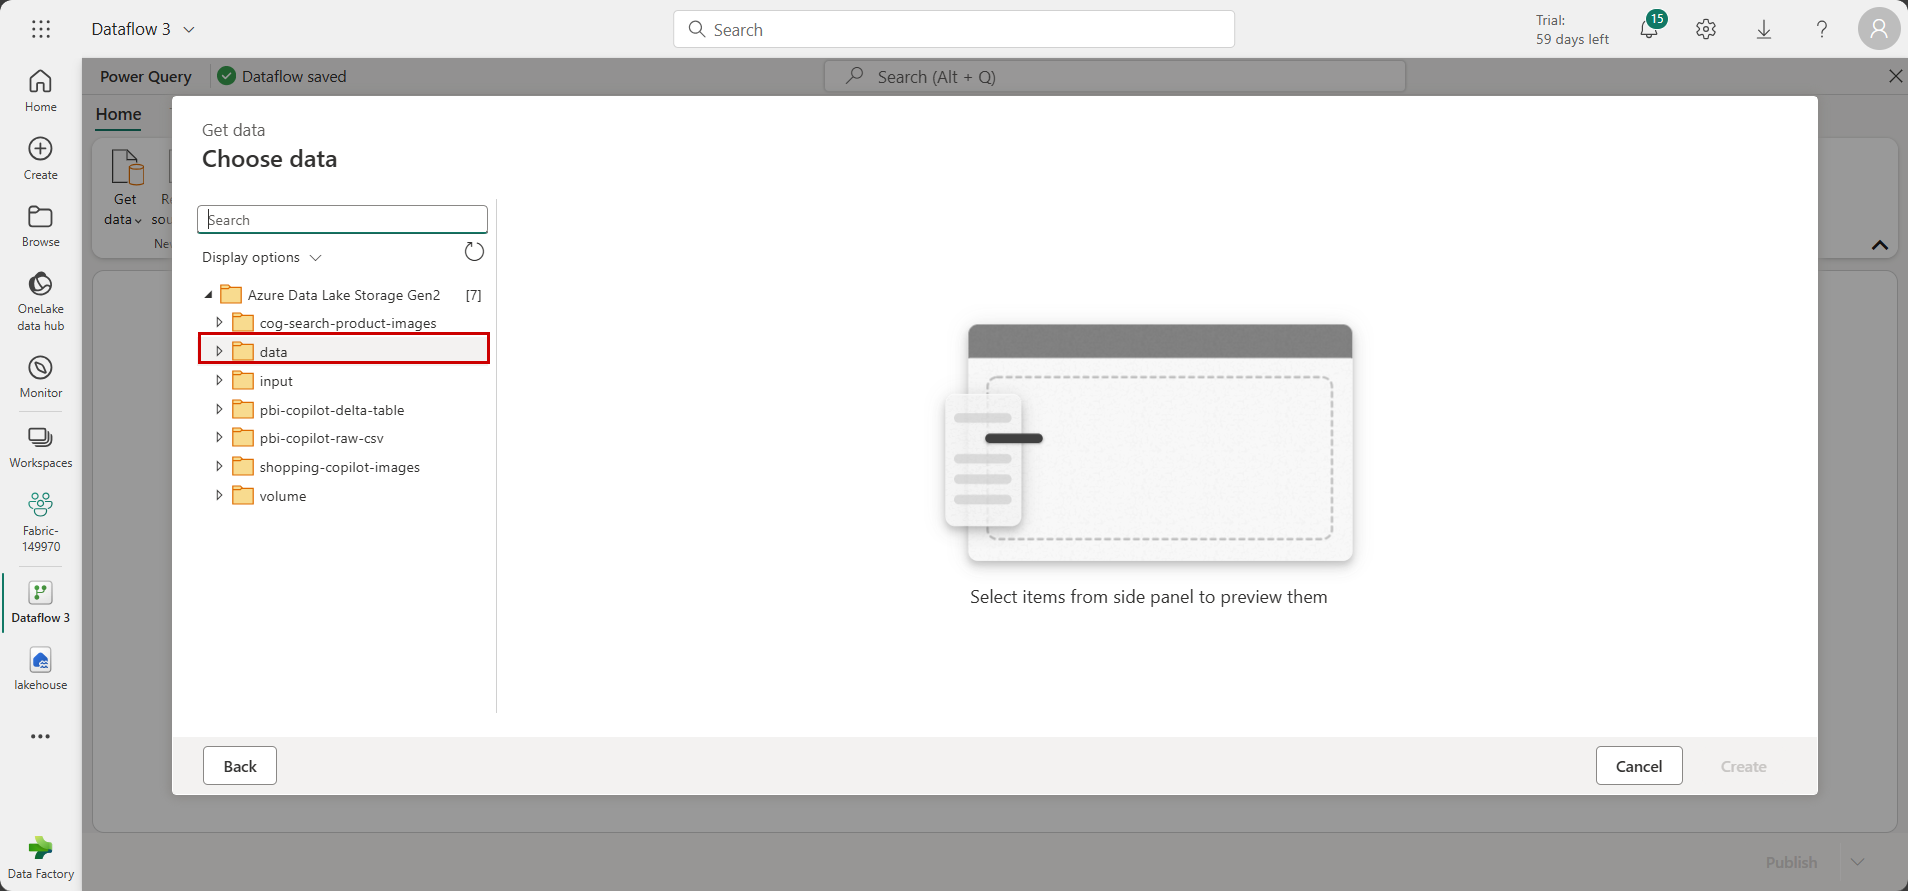 Dataflow 3
Search
Trial:
59 days left
15
Home
Create
Browse
OneLake
data hub
Monitor
Workspaces
Fabric-
149970
Dataflow 3
lakehouse
Data Factory
Power Query
Dataflow saved
Search (Alt + Q)
Home
Get
data
Get data
Choose data
Search
Display options
Azure Data Lake Storage Gen2 [7]
cog-search-product-images
data
input
pbi-copilot-delta-table
pbi-copilot-raw-csv
shopping-copilot-images
volume
Select items from side panel to preview them
Back
Cancel
Create
Publish